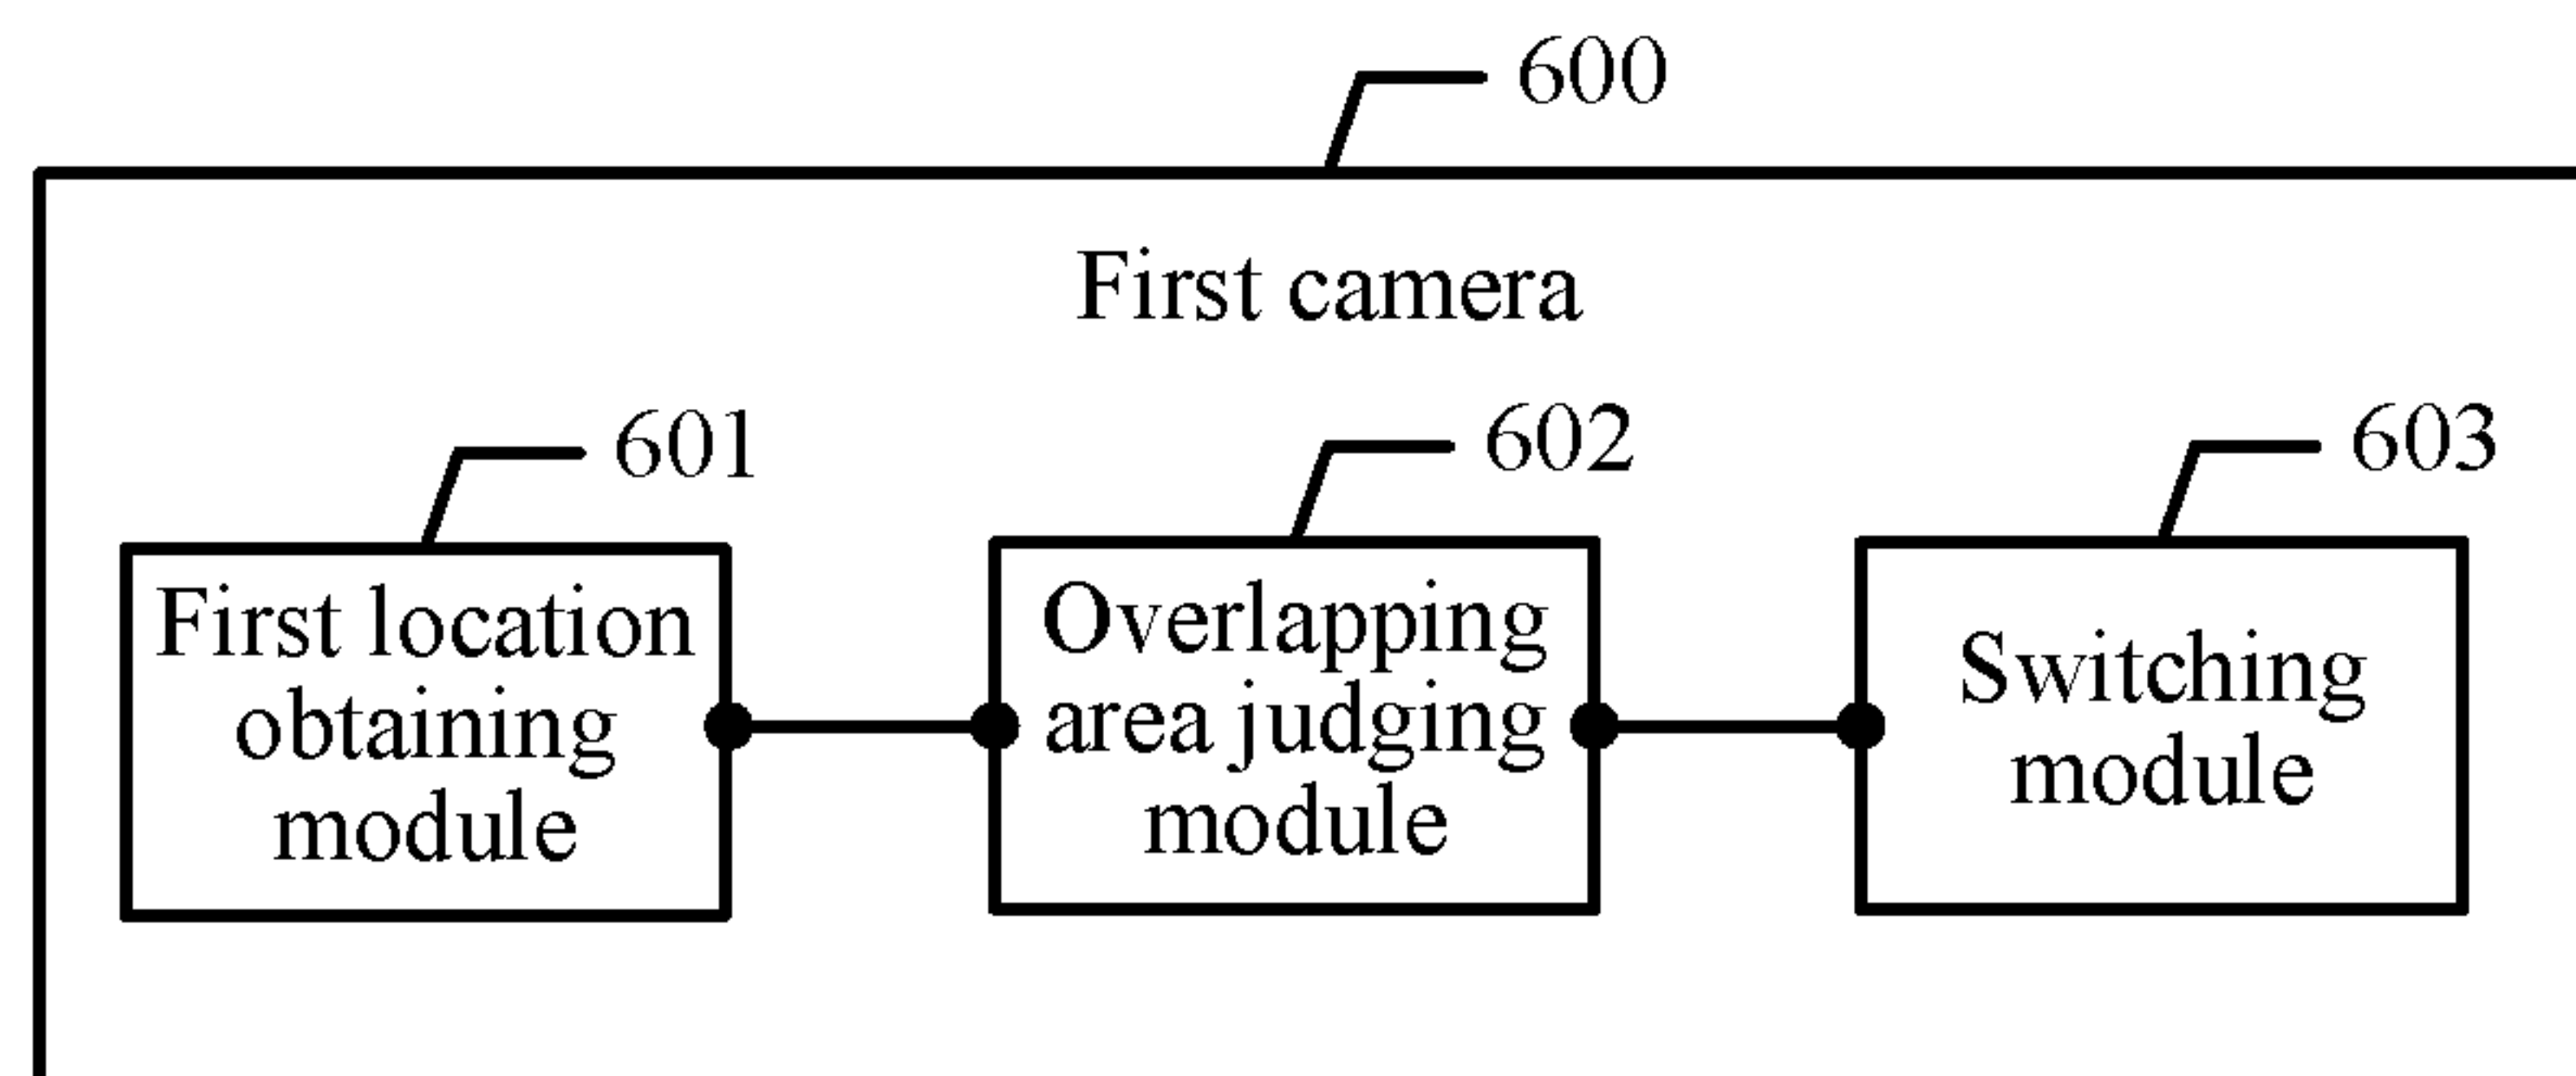 600
First camera
601
602
603
First location
obtaining
module
Overlapping
area judging
module
Switching
module